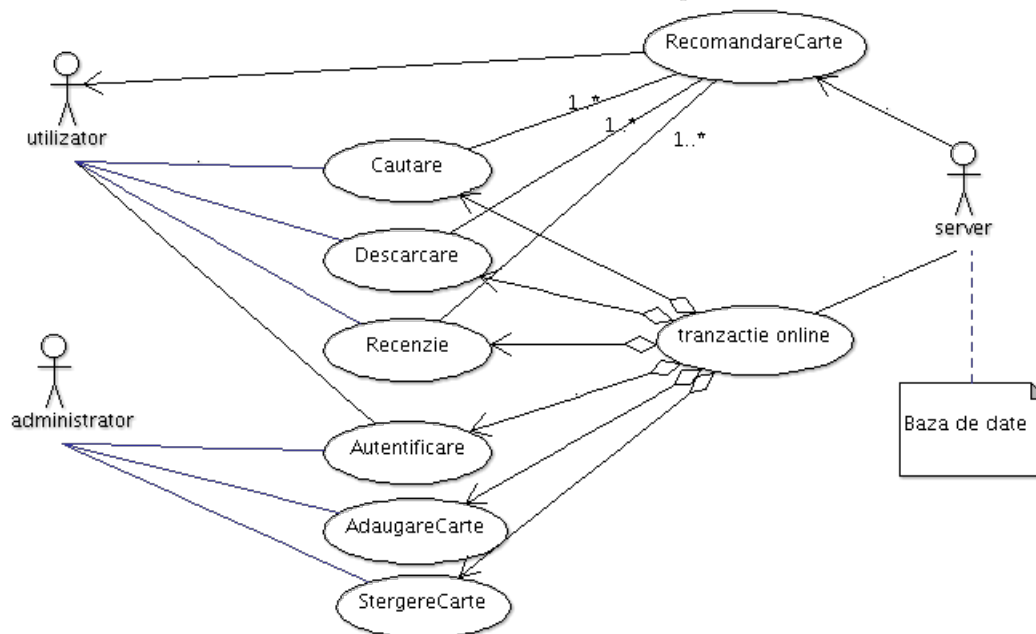 RecomandareCarte
utilizator
1..*
1..*
1..*
Cautare
server
Descarcare
tranzactie online
Recenzie
administrator
Baza de date
Autentificare
AdaugareCarte
StergereCarte